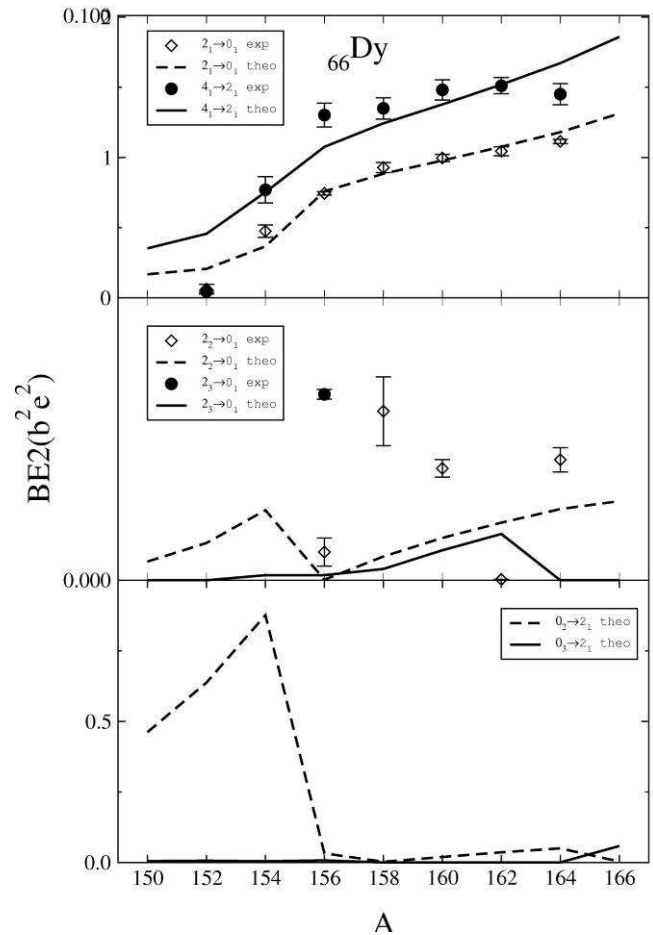 0.100
2
2₁→0₁ exp
2₁→0₁ theo
4₁→2₁ exp
4₁→2₁ theo
₆₆Dy
1
0
2₂→0₁ exp
2₂→0₁ theo
2₃→0₁ exp
2₃→0₁ theo
BE2(b²e²)
0.000
0₂→2₁ theo
0₃→2₁ theo
0.5
0.0
150 152 154 156 158 160 162 164 166
A